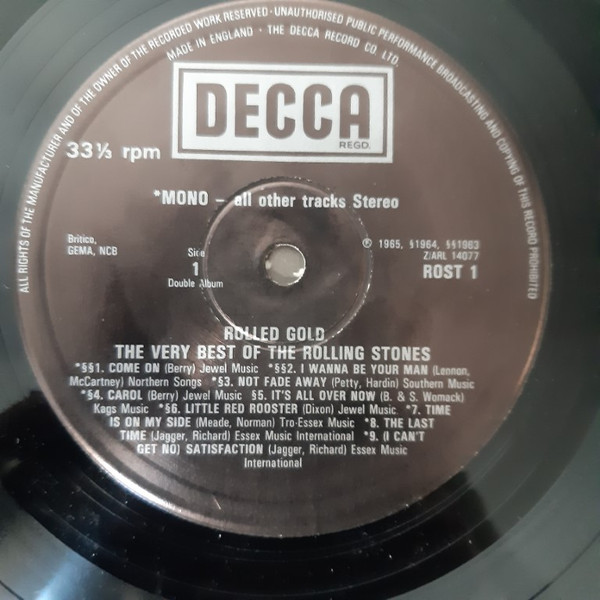 ALL RIGHTS OF THE MANUFACTURER AND OF THE OWNER OF THE RECORDED WORK RESERVED · UNAUTHORISED PUBLIC PERFORMANCE BROADCASTING AND COPYING OF THIS RECORD PROHIBITED
MADE IN ENGLAND · THE DECCA RECORD CO. LTD.
DECCA
REGD.
33⅓ rpm
*MONO – all other tracks Stereo
Britico,
GEMA, NCB
Side
1
Double Album
℗ 1965, §1964, §§1963
Z/ARL 14077
ROST 1
ROLLED GOLD
THE VERY BEST OF THE ROLLING STONES
*§§1. COME ON (Berry) Jewel Music *§§2. I WANNA BE YOUR MAN (Lennon,
McCartney) Northern Songs *§3. NOT FADE AWAY (Petty, Hardin) Southern Music
*§4. CAROL (Berry) Jewel Music §5. IT'S ALL OVER NOW (B. & S. Womack)
Kags Music *§6. LITTLE RED ROOSTER (Dixon) Jewel Music *7. TIME
IS ON MY SIDE (Meade, Norman) Tro-Essex Music *8. THE LAST
TIME (Jagger, Richard) Essex Music International *9. (I CAN'T
GET NO) SATISFACTION (Jagger, Richard) Essex Music
International